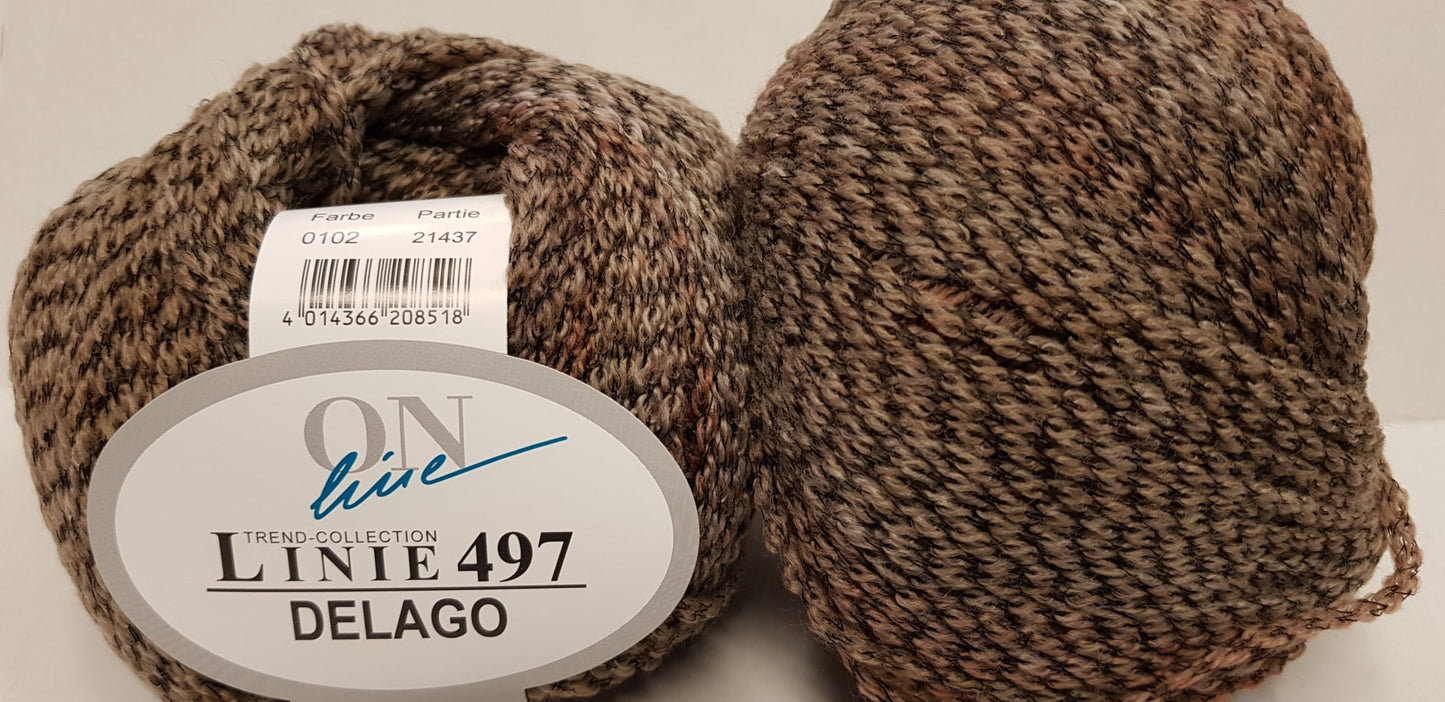 Farbe Partie
0102 21437
4 014366 208518
ON
line
TREND-COLLECTION
LINIE 497
DELAGO